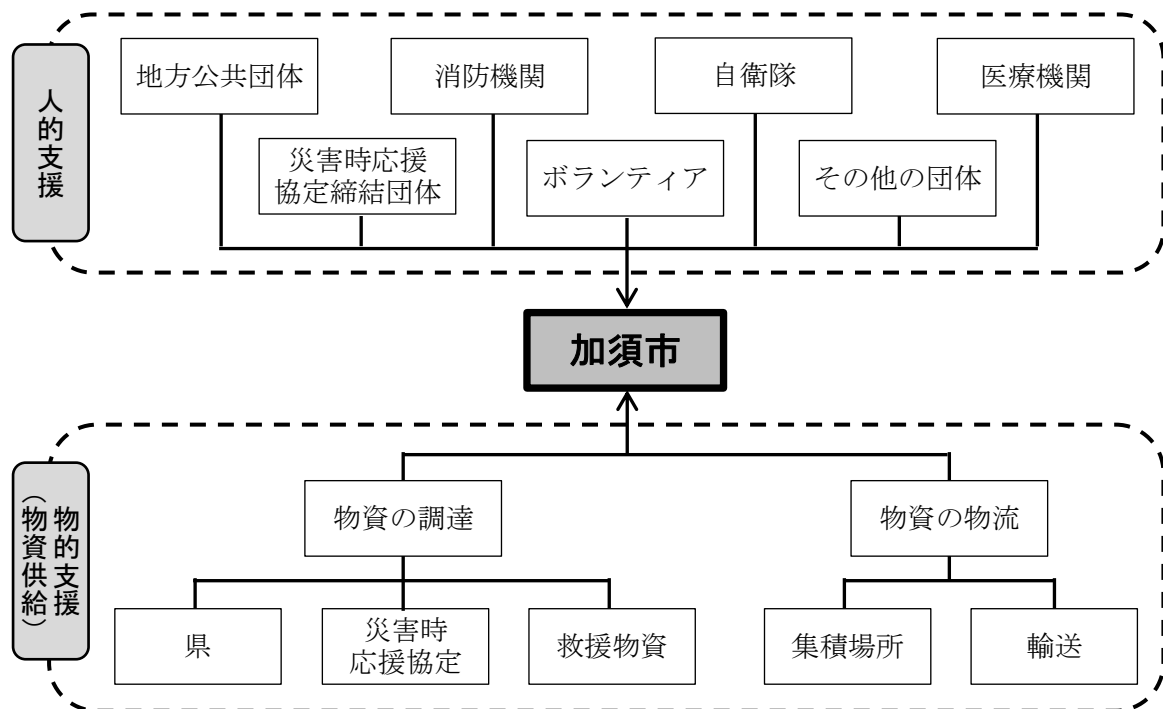 人的支援
地方公共団体
消防機関
自衛隊
医療機関
災害時応援
協定締結団体
ボランティア
その他の団体
加須市
物的支援
(物資供給)
物資の調達
物資の物流
県
災害時
応援協定
救援物資
集積場所
輸送